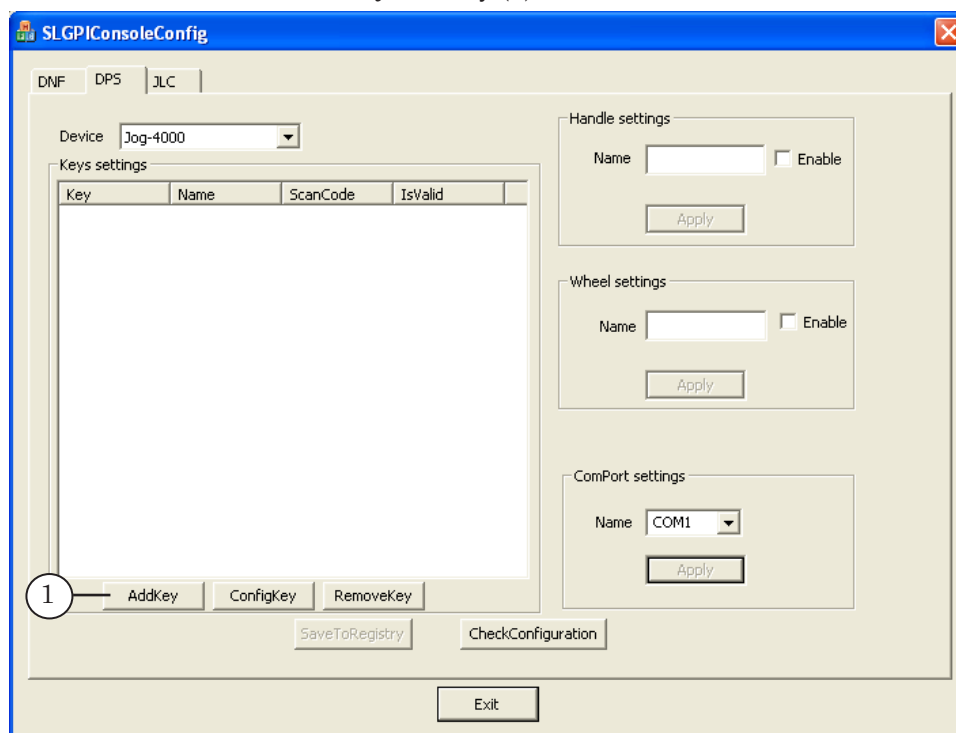 SLGPIConsoleConfig
DNF DPS JLC
Device Jog-4000
Keys settings
Key Name ScanCode IsValid
AddKey ConfigKey RemoveKey
1
Handle settings
Name Enable
Apply
Wheel settings
Name Enable
Apply
ComPort settings
Name COM1
Apply
SaveToRegistry CheckConfiguration
Exit